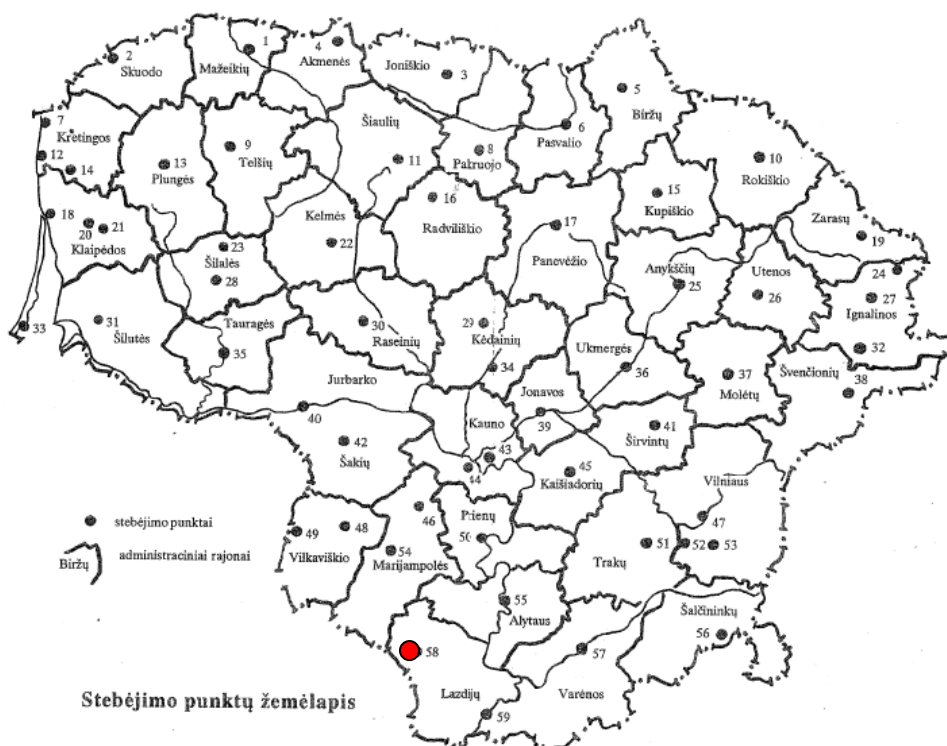 1
2
Skuodo
Mažeikių
4
Akmenės
Joniškio
3
5
Biržų
7
Kretingos
12
14
13
Plungės
9
Telšių
Šiaulių
11
8
Pakruojo
6
Pasvalio
10
Rokiškio
15
Kupiškio
16
Radviliškio
18
20
21
Klaipėdos
Kelmės
22
17
Panevėžio
Zarasų
19
23
Šilalės
28
Anykščių
25
Utenos
26
24
27
Ignalinos
33
31
Šilutės
Tauragės
35
30
Raseinių
29
Kėdainių
34
Ukmergės
36
32
Švenčionių
38
37
Molėtų
Jurbarko
40
Jonavos
39
Kauno
43
44
41
Širvintų
42
Šakių
45
Kaišiadorių
Vilniaus
47
stebėjimo punktai
Biržų
administraciniai rajonai
49
48
Vilkaviškio
46
54
Marijampolės
Prienų
50
51
52
53
Trakų
55
Alytaus
Šalčininkų
56
58
57
Lazdijų
59
Varėnos
Stebėjimo punktų žemėlapis